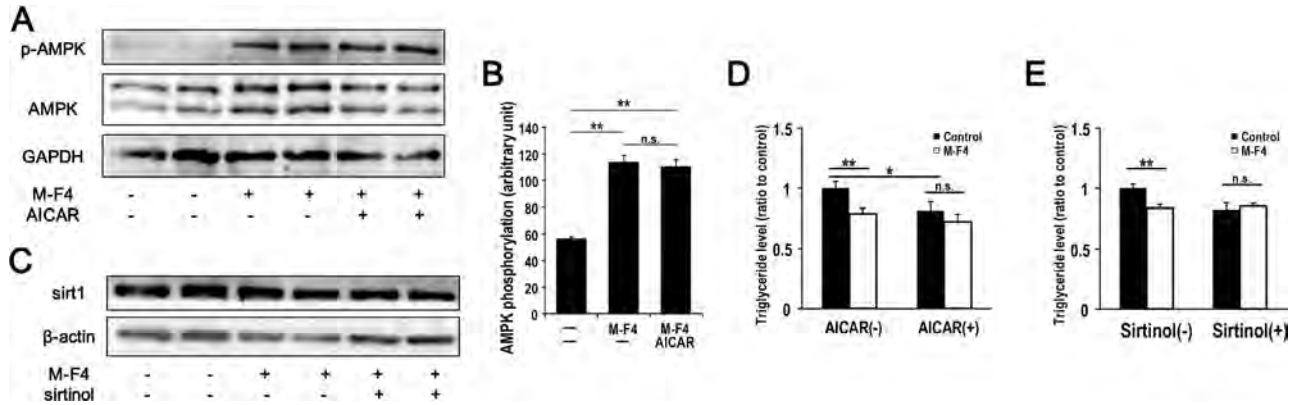 A
p-AMPK
AMPK
GAPDH
M-F4 - - + + + +
AICAR - - - - + +
B
AMPK phosphorylation (arbitrary unit)
140
120
100
80
60
40
20
0
**
**
n.s.
— M-F4 M-F4
— — AICAR
C
sirt1
β-actin
M-F4 - - + + + +
sirtinol - - - - + +
D
Triglyceride level (ratio to control)
1.5
1
0.5
0
Control
M-F4
**
*
n.s.
AICAR(-) AICAR(+)
E
Triglyceride level (ratio to control)
1.5
1
0.5
0
Control
M-F4
**
n.s.
Sirtinol(-) Sirtinol(+)